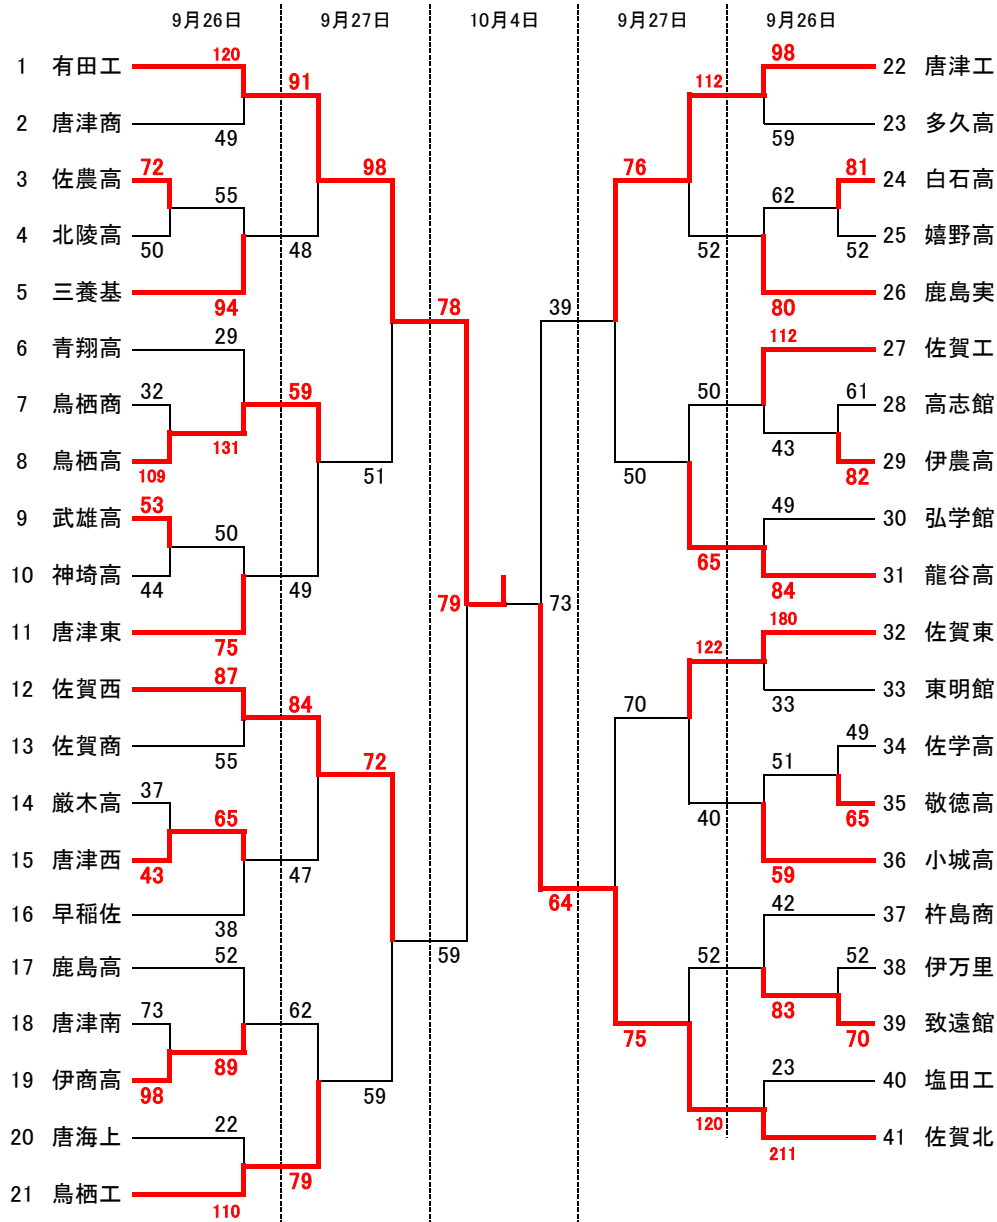 9月26日 9月27日 10月4日 9月27日 9月26日
120 98
1 有田工 91 112 22 唐津工
2 唐津商 49 59 23 多久高
72 98 76 81
3 佐農高 55 62 24 白石高
4 北陵高 50 48 52 52 25 嬉野高
5 三養基 94 80 26 鹿島実
78 39
6 青翔高 29 112 27 佐賀工
7 鳥栖商 32 59 50 61 28 高志館
131 43
8 鳥栖高 109 51 50 82 29 伊農高
9 武雄高 53 50 49 30 弘学館
10 神埼高 44 49 65 84 31 龍谷高
79 73
11 唐津東 75 180 32 佐賀東
122
12 佐賀西 87 84 70 33 33 東明館
13 佐賀商 55 72 51 49 34 佐学高
14 厳木高 37 65 40 65 35 敬徳高
15 唐津西 43 47 59 36 小城高
64
16 早稲佐 38 42 37 杵島商
59
17 鹿島高 52 52 52 38 伊万里
18 唐津南 73 62 75 83 70 39 致遠館
89
19 伊商高 98 59 23 40 塩田工
20 唐海上 22 120 211 41 佐賀北
79
21 鳥栖工 110